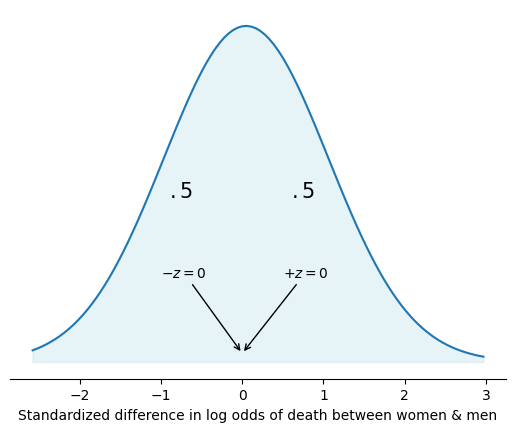 .5 .5
−z = 0 +z = 0
−2 −1 0 1 2 3
Standardized difference in log odds of death between women & men